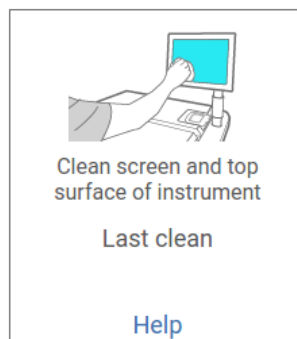 Clean screen and top
surface of instrument
Last clean
Help